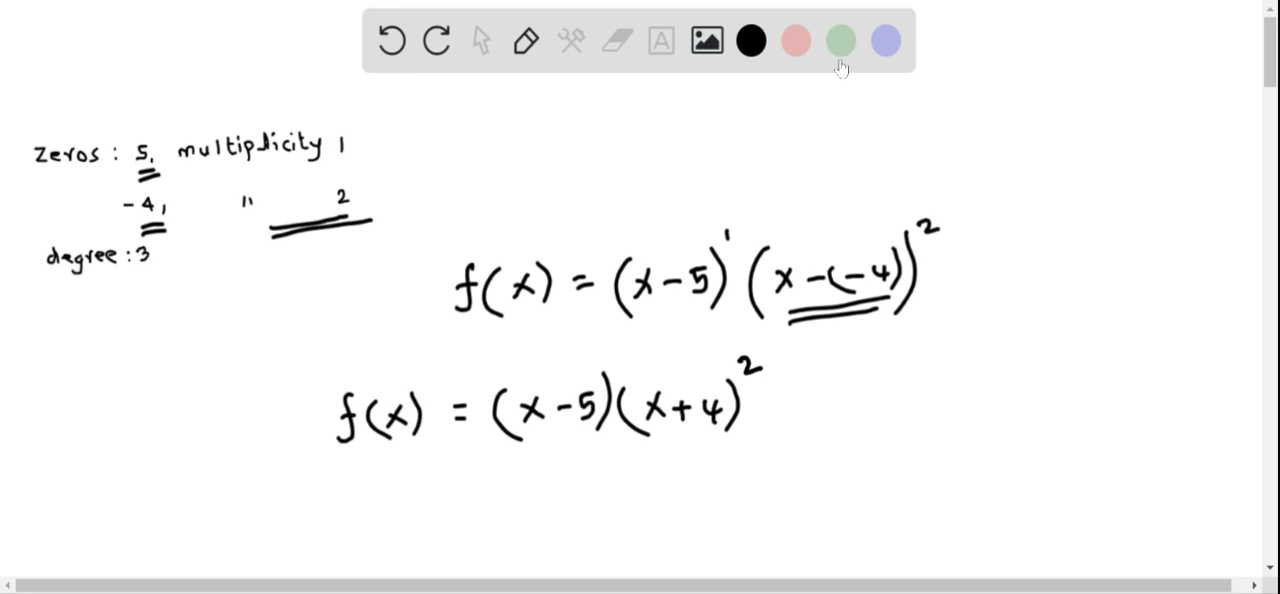 zeros : 5, multiplicity 1
-4, " 2
degree : 3
f(x) = (x-5)¹ (x-(-4))²
f(x) = (x-5)(x+4)²